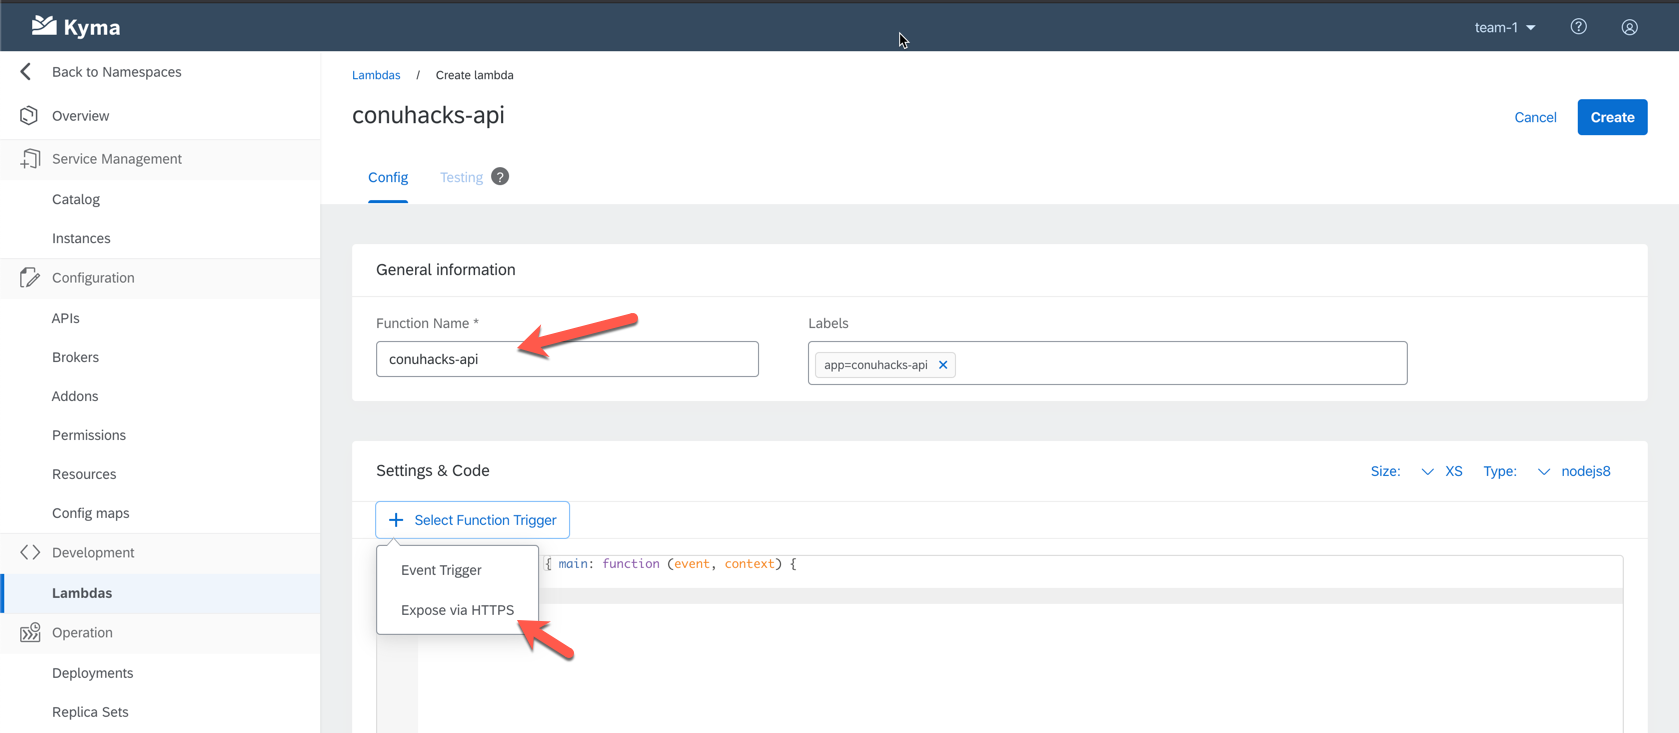 Kyma
team-1
Back to Namespaces
Overview
Service Management
Catalog
Instances
Configuration
APIs
Brokers
Addons
Permissions
Resources
Config maps
Development
Lambdas
Operation
Deployments
Replica Sets
Lambdas / Create lambda
conuhacks-api
Cancel
Create
Config
Testing ?
General information
Function Name *
conuhacks-api
Labels
app=conuhacks-api
Settings & Code
Size: XS Type: nodejs8
+ Select Function Trigger
Event Trigger
Expose via HTTPS
{ main: function (event, context) {